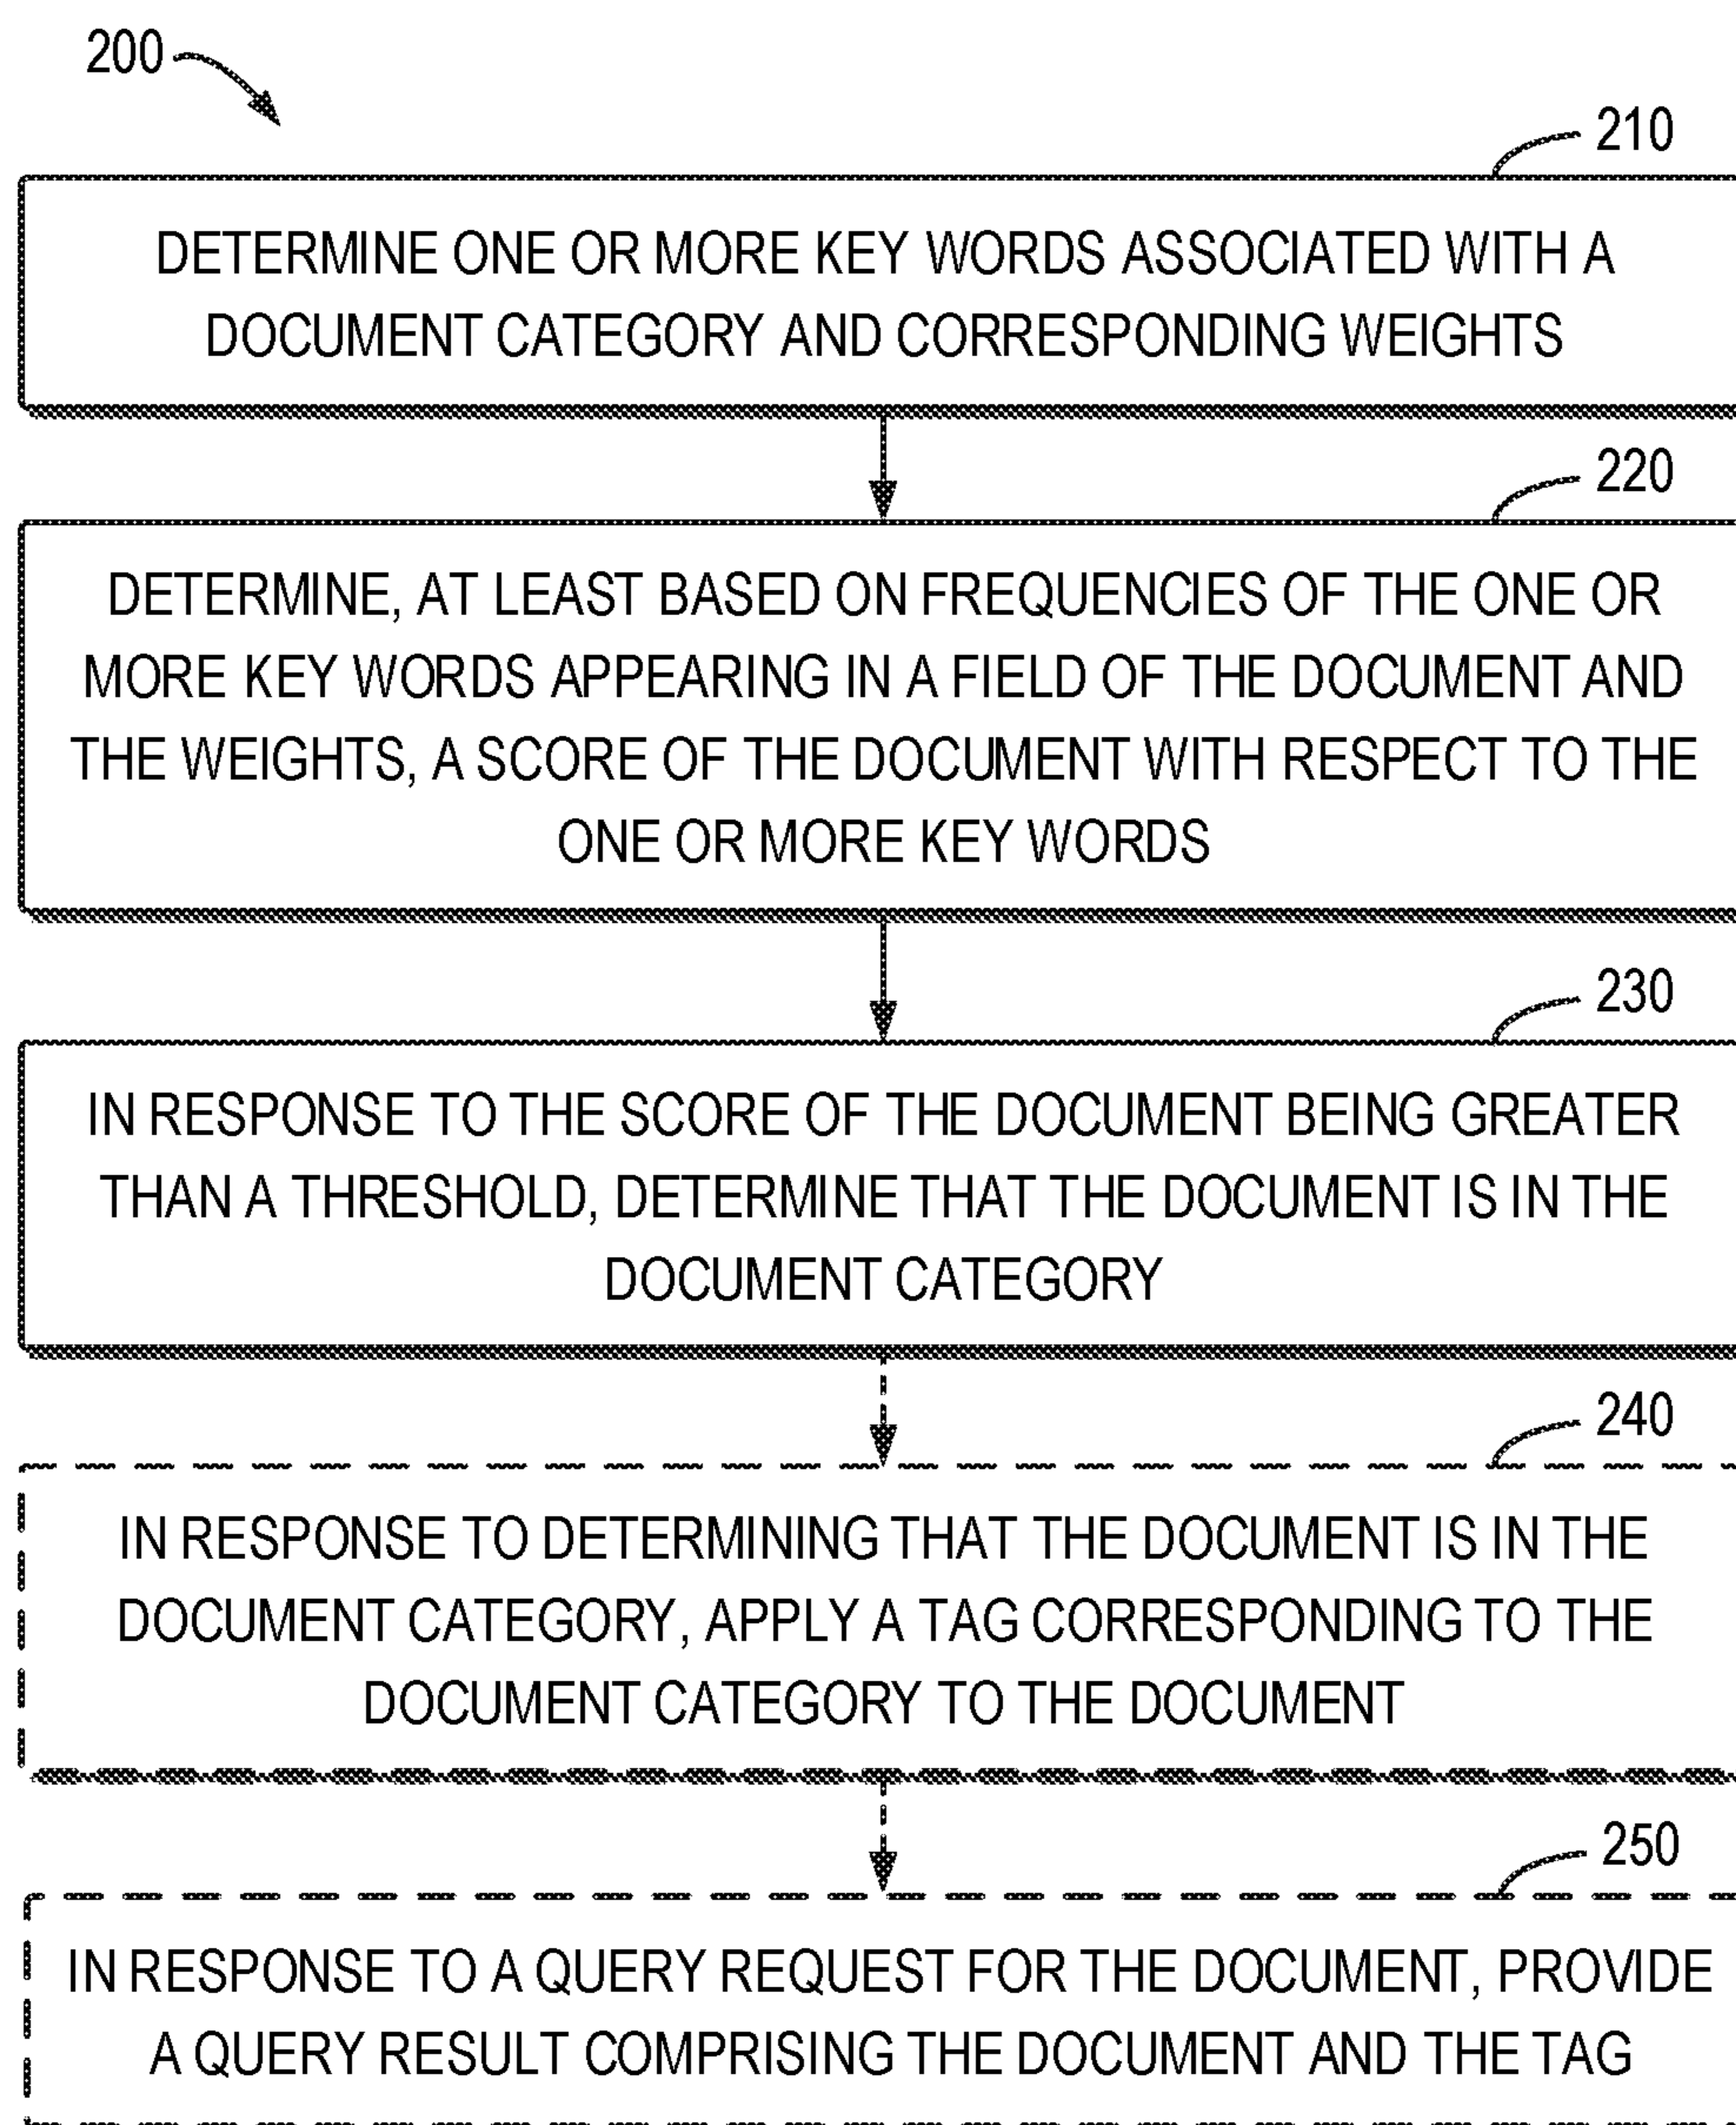 200
210
DETERMINE ONE OR MORE KEY WORDS ASSOCIATED WITH A
DOCUMENT CATEGORY AND CORRESPONDING WEIGHTS
220
DETERMINE, AT LEAST BASED ON FREQUENCIES OF THE ONE OR
MORE KEY WORDS APPEARING IN A FIELD OF THE DOCUMENT AND
THE WEIGHTS, A SCORE OF THE DOCUMENT WITH RESPECT TO THE
ONE OR MORE KEY WORDS
230
IN RESPONSE TO THE SCORE OF THE DOCUMENT BEING GREATER
THAN A THRESHOLD, DETERMINE THAT THE DOCUMENT IS IN THE
DOCUMENT CATEGORY
240
IN RESPONSE TO DETERMINING THAT THE DOCUMENT IS IN THE
DOCUMENT CATEGORY, APPLY A TAG CORRESPONDING TO THE
DOCUMENT CATEGORY TO THE DOCUMENT
250
IN RESPONSE TO A QUERY REQUEST FOR THE DOCUMENT, PROVIDE
A QUERY RESULT COMPRISING THE DOCUMENT AND THE TAG